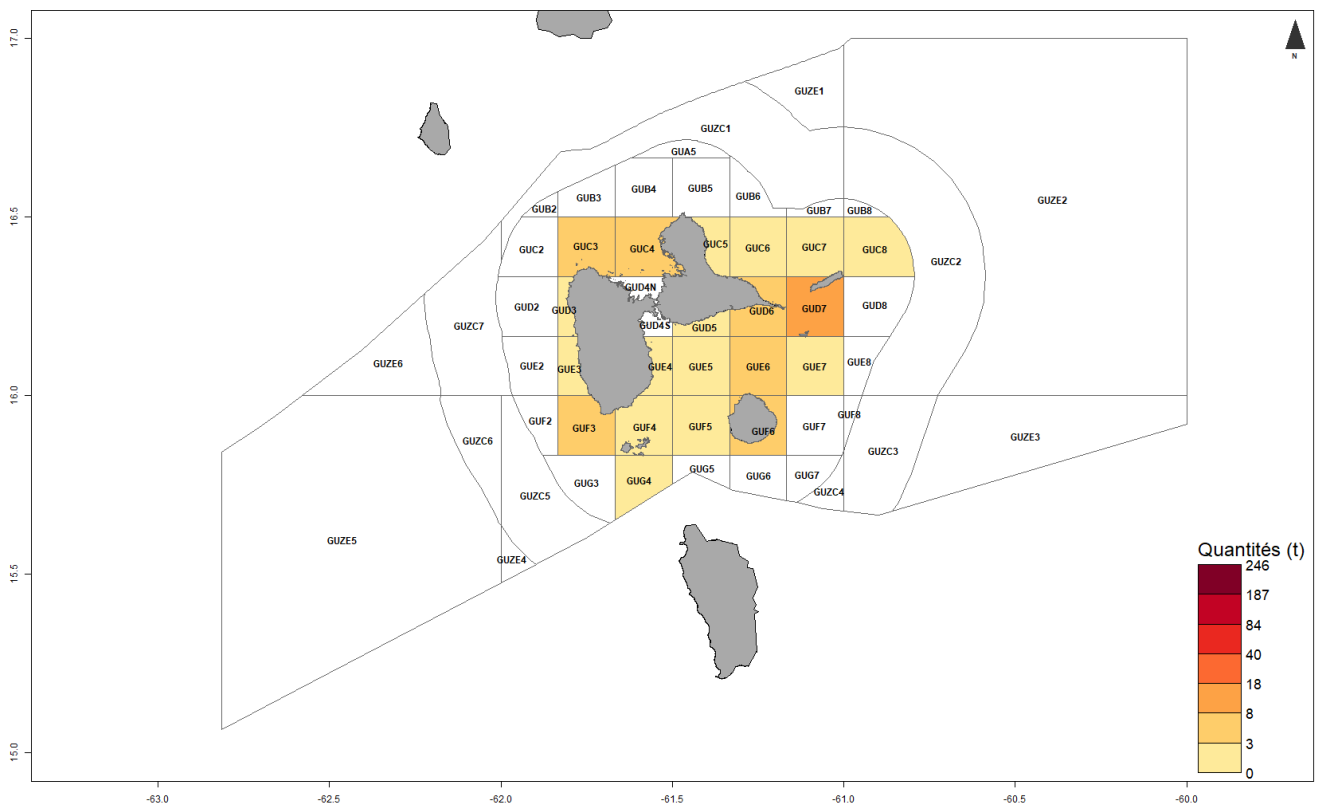 17.0
N
GUZE1
GUZC1
GUA5
GUB4
GUB5
GUB3
GUB6
GUZE2
16.5
GUB2
GUB7
GUB8
GUC2
GUC3
GUC4
GUC5
GUC6
GUC7
GUC8
GUZC2
GUD4N
GUD2
GUD3
GUD6
GUD7
GUD8
GUZC7
GUD4S
GUD5
GUZE6
GUE2
GUE3
GUE4
GUE5
GUE6
GUE7
GUE8
16.0
GUF2
GUF3
GUF4
GUF5
GUF6
GUF7
GUF8
GUZC6
GUZE3
GUZC3
GUG5
GUG3
GUG4
GUG6
GUG7
GUZC5
GUZC4
GUZE5
GUZE4
15.5
Quantités (t)
246
187
84
40
18
8
3
0
15.0
-63.0
-62.5
-62.0
-61.5
-61.0
-60.5
-60.0